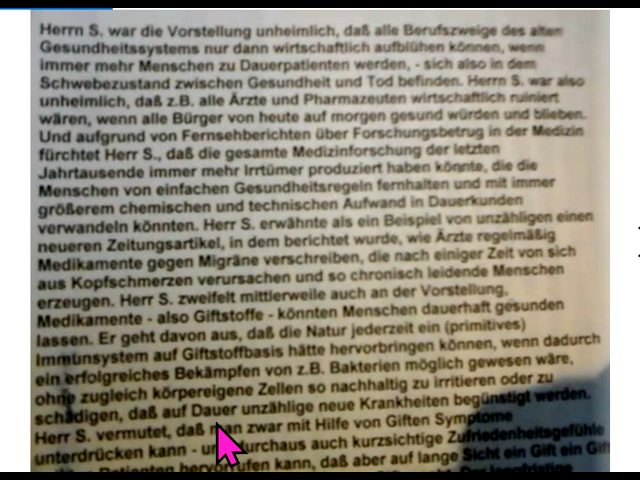 Herrn S. war die Vorstellung unheimlich, daß alle Berufszweige des alten
Gesundheitssystems nur dann wirtschaftlich aufblühen können, wenn
immer mehr Menschen zu Dauerpatienten werden, - sich also in dem
Schwebezustand zwischen Gesundheit und Tod befinden. Herrn S. war also
unheimlich, daß z.B. alle Ärzte und Pharmazeuten wirtschaftlich ruiniert
wären, wenn alle Bürger von heute auf morgen gesund würden und blieben.
Und aufgrund von Fernsehberichten über Forschungsbetrug in der Medizin
fürchtet Herr S., daß die gesamte Medizinforschung der letzten
Jahrtausende immer mehr Irrtümer produziert haben könnte, die die
Menschen von einfachen Gesundheitsregeln fernhalten und mit immer
größerem chemischen und technischen Aufwand in Dauerkunden
verwandeln könnten. Herr S. erwähnte als ein Beispiel von unzähligen einen
neueren Zeitungsartikel, in dem berichtet wurde, wie Ärzte regelmäßig
Medikamente gegen Migräne verschreiben, die nach einiger Zeit von sich
aus Kopfschmerzen verursachen und so chronisch leidende Menschen
erzeugen. Herr S. zweifelt mittlerweile auch an der Vorstellung,
Medikamente - also Giftstoffe - könnten Menschen dauerhaft gesunden
lassen. Er geht davon aus, daß die Natur jederzeit ein (primitives)
Immunsystem auf Giftstoffbasis hätte hervorbringen können, wenn dadurch
ein erfolgreiches Bekämpfen von z.B. Bakterien möglich gewesen wäre,
ohne zugleich körpereigene Zellen so nachhaltig zu irritieren oder zu
schädigen, daß auf Dauer unzählige neue Krankheiten begünstigt werden.
Herr S. vermutet, daß man zwar mit Hilfe von Giften Symptome
unterdrücken kann - und durchaus auch kurzsichtige Zufriedenheitsgefühle
Patienten hervorrufen kann, daß aber auf lange Sicht ein Gift ein Gift